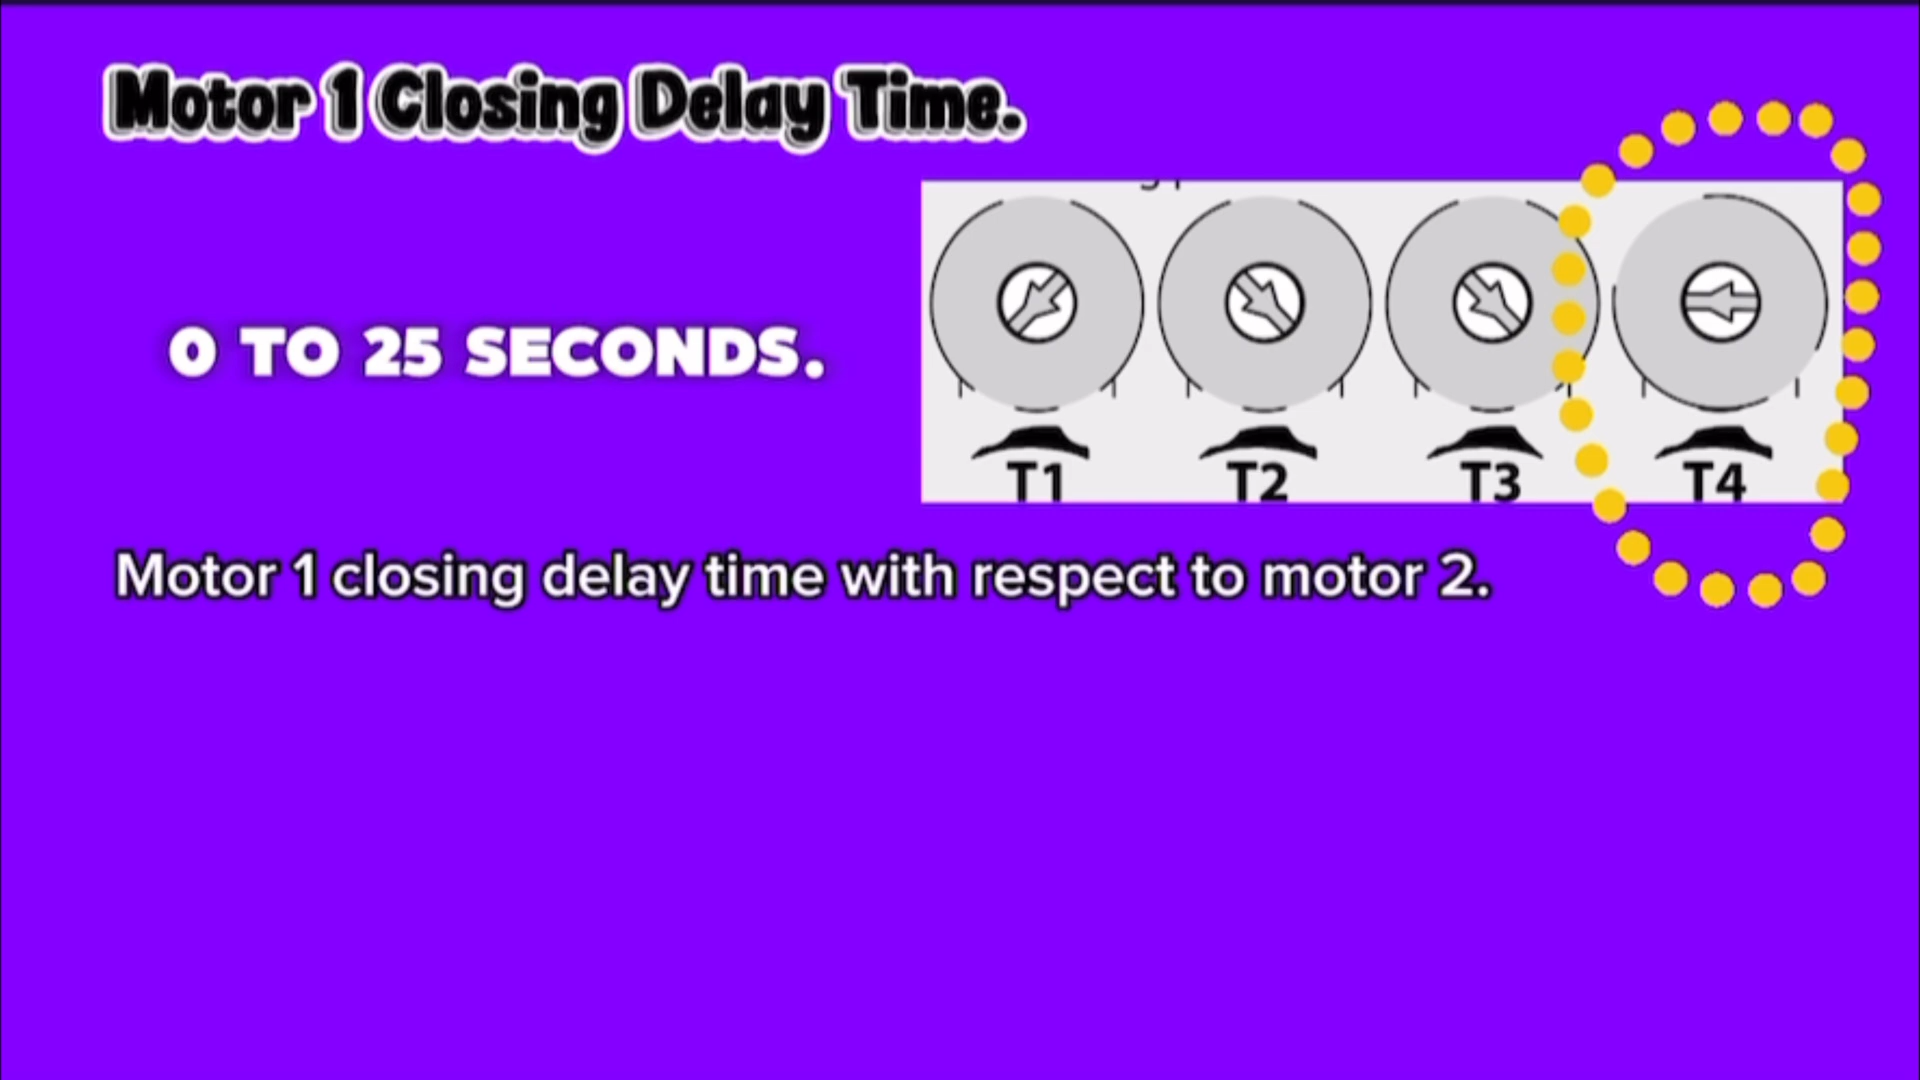 Motor 1 Closing Delay Time.
0 TO 25 SECONDS.
T1 T2 T3 T4
Motor 1 closing delay time with respect to motor 2.